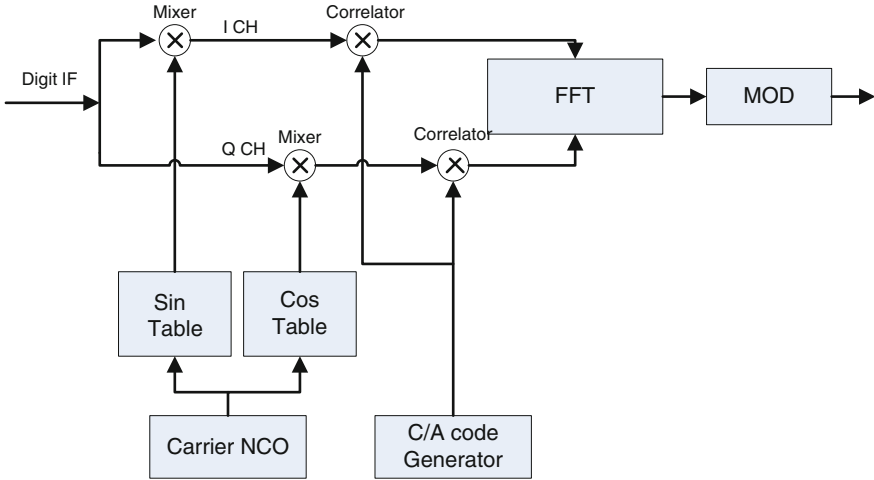 Mixer
I CH
Correlator
Digit IF
FFT
MOD
Q CH
Mixer
Correlator
Sin
Table
Cos
Table
Carrier NCO
C/A code
Generator